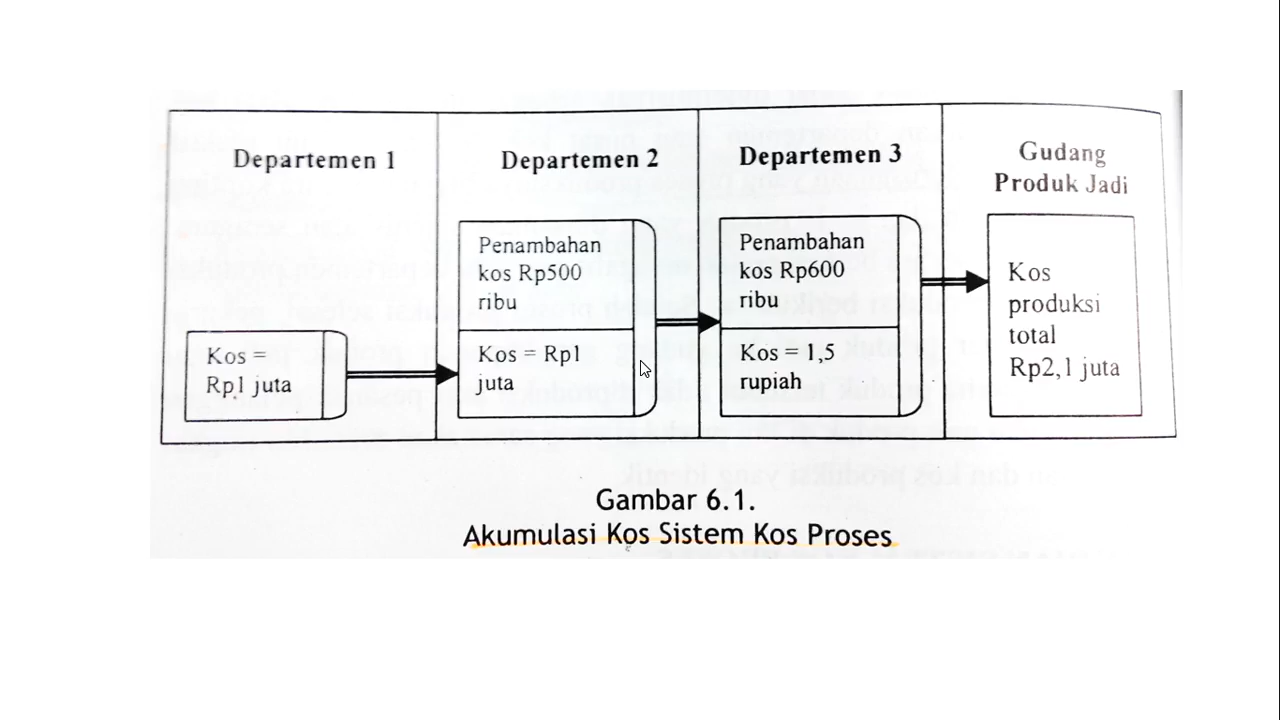 Departemen 1
Kos =
Rp1 juta
Departemen 2
Penambahan
kos Rp500
ribu
Kos = Rp1
juta
Departemen 3
Penambahan
kos Rp600
ribu
Kos = 1,5
rupiah
Gudang
Produk Jadi
Kos
produksi
total
Rp2,1 juta
Gambar 6.1.
Akumulasi Kos Sistem Kos Proses